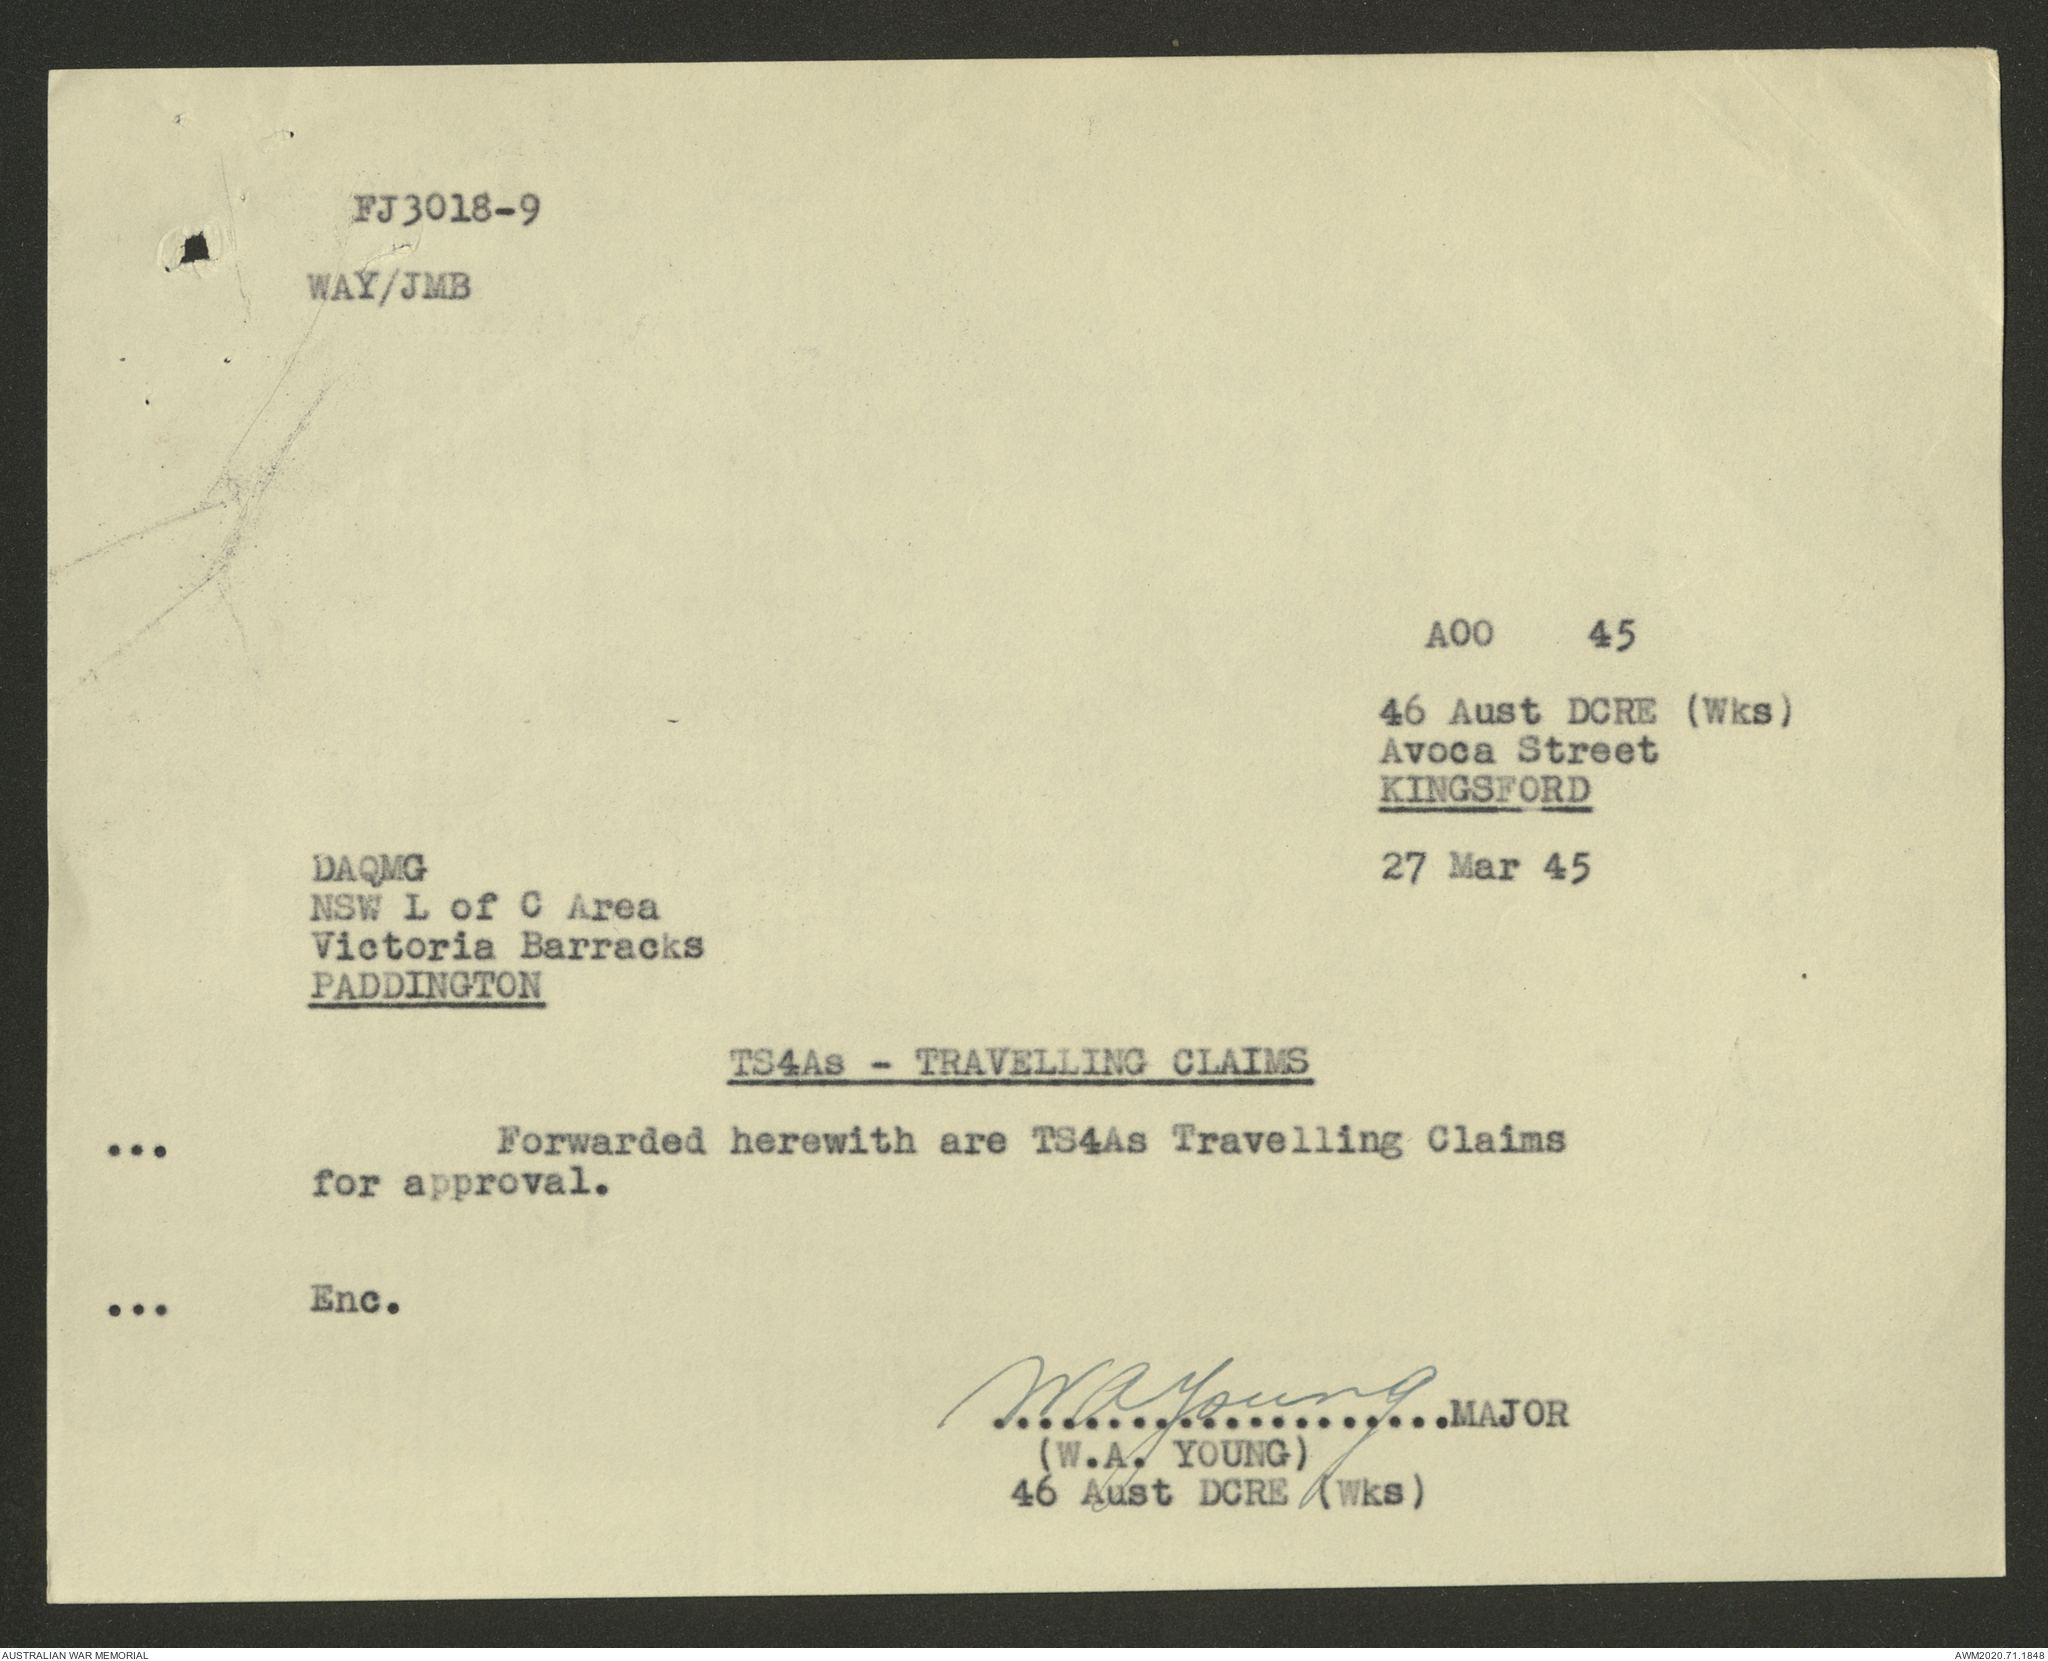 FJ3018-9
WAY/JMB
AOO 45
46 Aust DCRE (Wks)
Avoca Street
KINGSFORD
27 Mar 45
DAQMG
NSW L of C Area
Victoria Barracks
PADDINGTON
TS4As - TRAVELLING CLAIMS
... Forwarded herewith are TS4As Travelling Claims
for approval.
... Enc.
W A Young
....................MAJOR
(W.A. YOUNG)
46 Aust DCRE (Wks)
AUSTRALIAN WAR MEMORIAL
AWM2020.71.1848